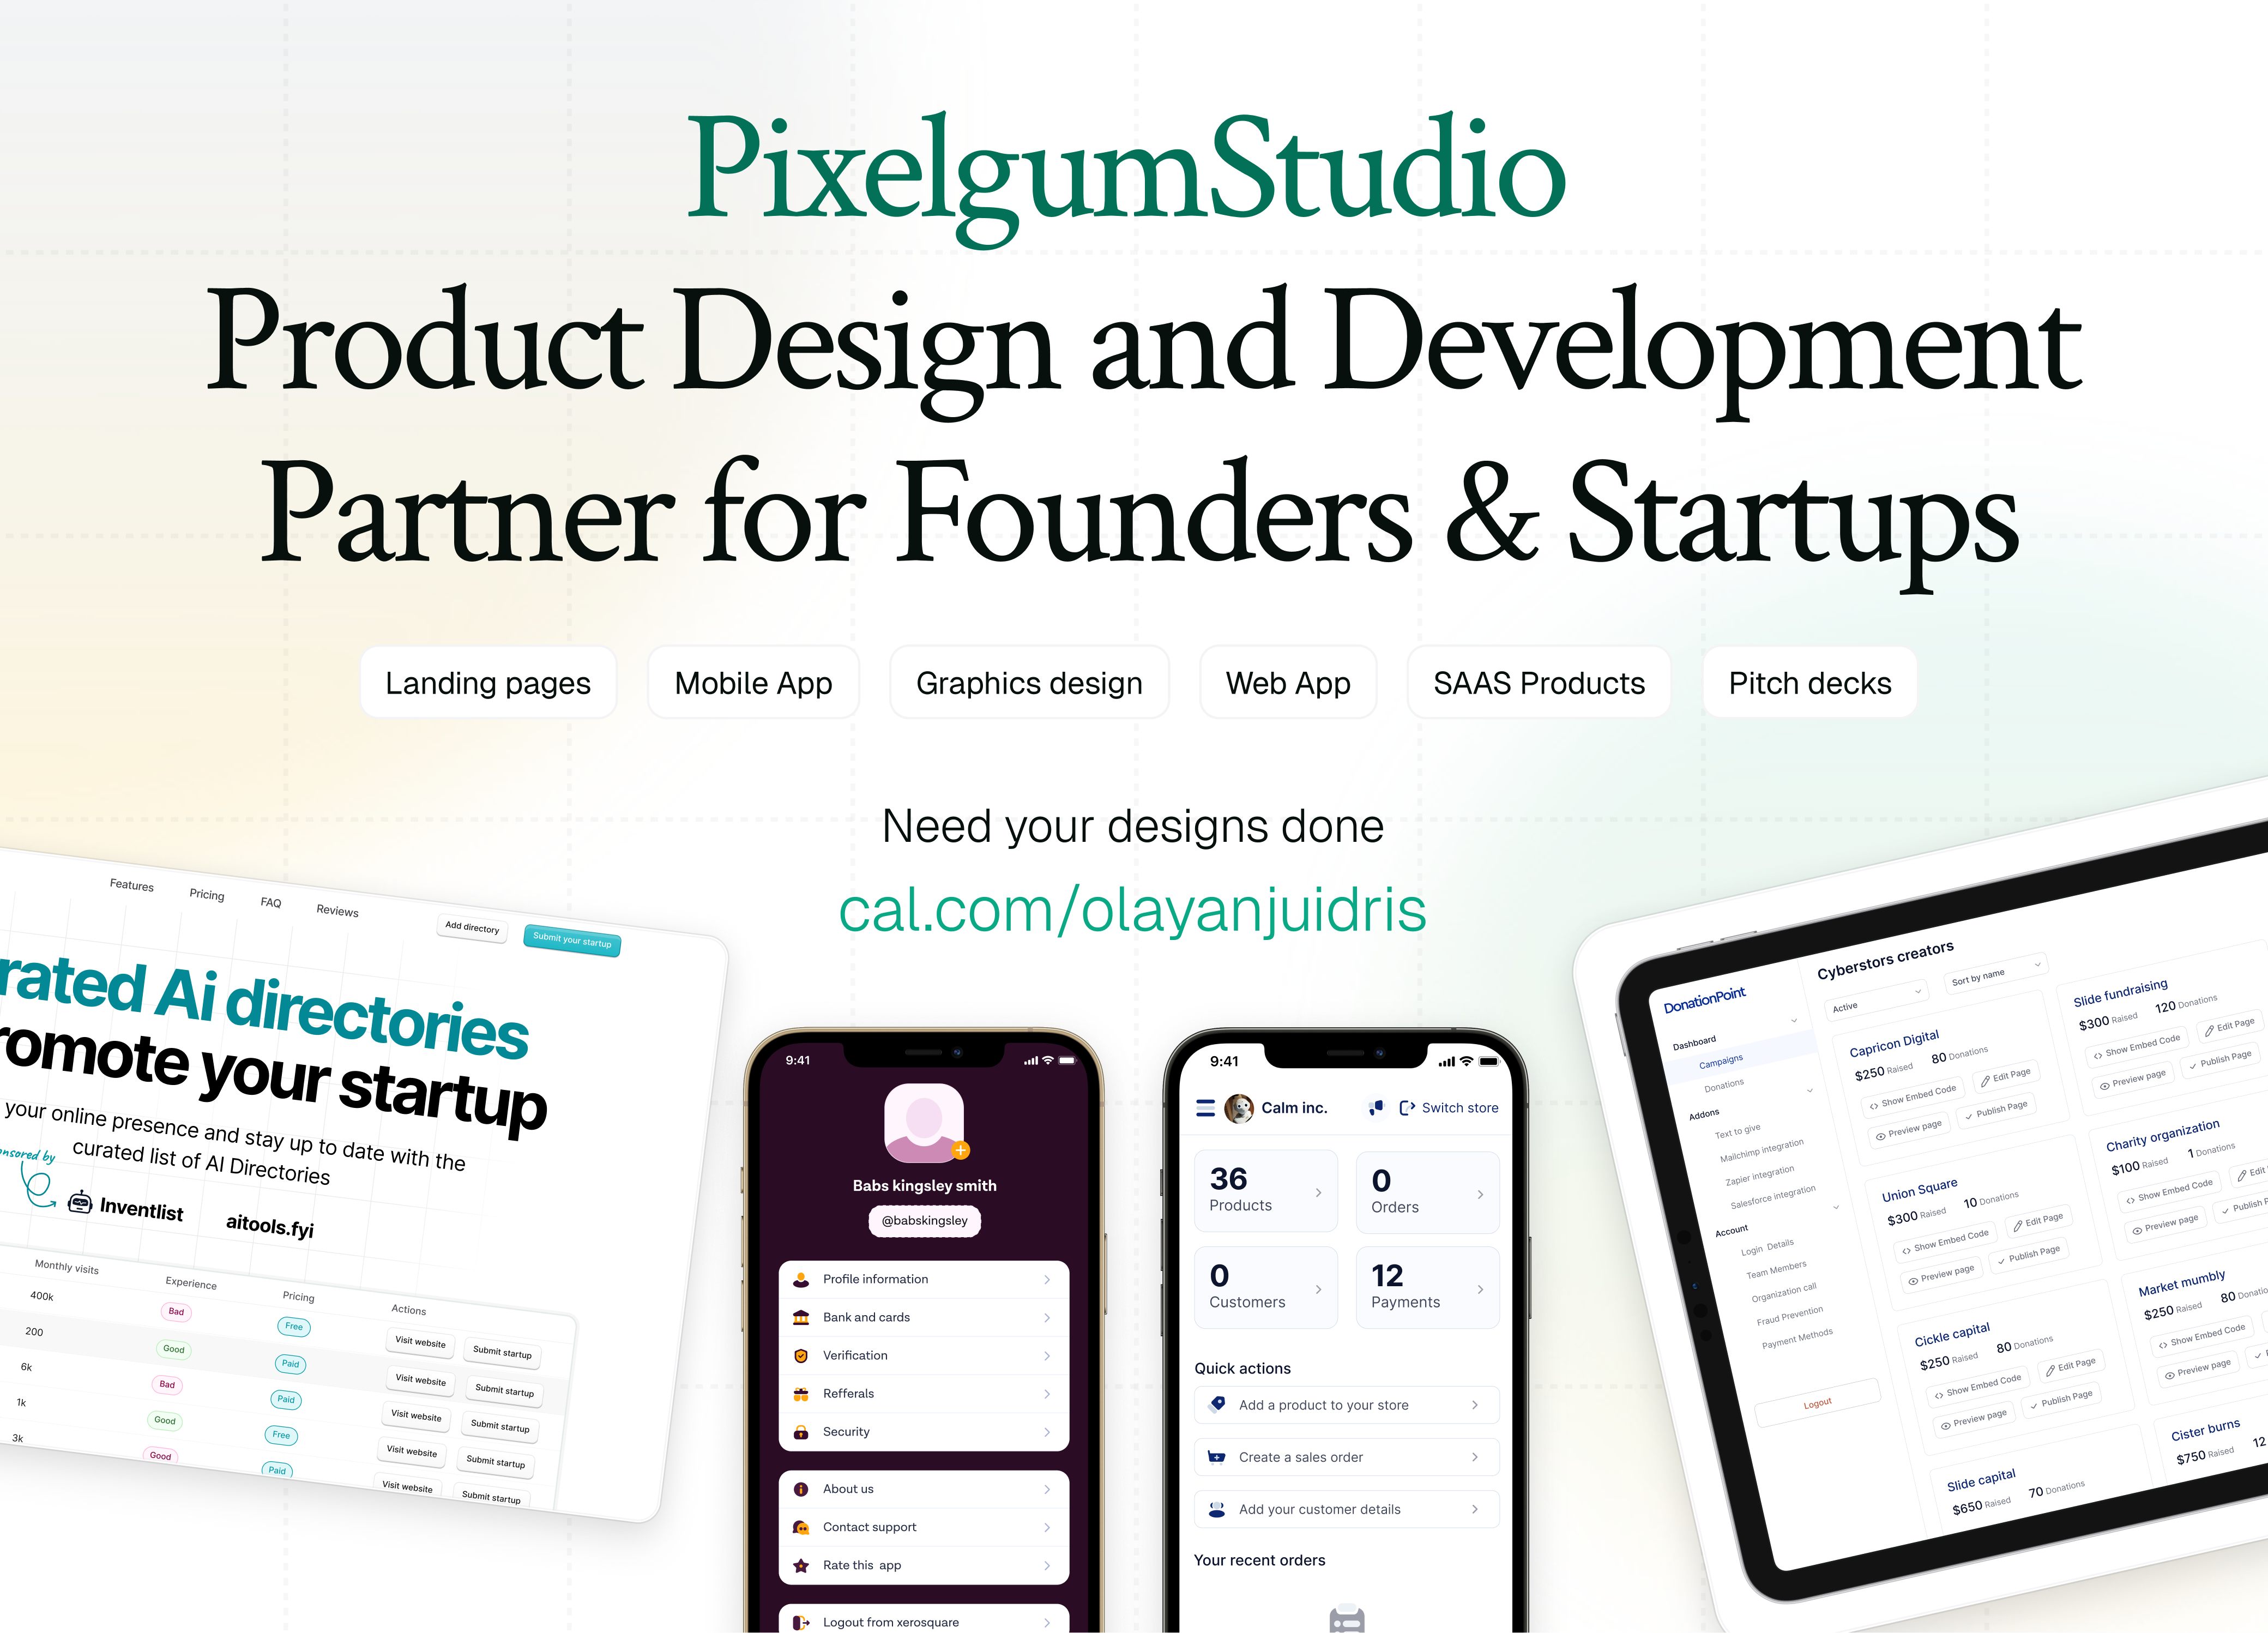 PixelgumStudio
Product Design and Development
Partner for Founders & Startups
Landing pages
Mobile App
Graphics design
Web App
SAAS Products
Pitch decks
Need your designs done
cal.com/olayanjuidris
Features
Pricing
FAQ
Reviews
Add directory
Submit your startup
rated Ai directories
romote your startup
your online presence and stay up to date with the
curated list of AI Directories
onsored by
Inventlist
aitools.fyi
Monthly visits
Experience
Pricing
Actions
400k
Bad
Free
Visit website
Submit startup
200
Good
Paid
Visit website
Submit startup
6k
Bad
Paid
Visit website
Submit startup
1k
Good
Free
Visit website
Submit startup
3k
Good
Paid
Visit website
Submit startup
9:41
Babs kingsley smith
@babskingsley
Profile information
Bank and cards
Verification
Refferals
Security
About us
Contact support
Rate this app
Logout from xerosquare
9:41
Calm inc.
Switch store
36
Products
0
Orders
0
Customers
12
Payments
Quick actions
Add a product to your store
Create a sales order
Add your customer details
Your recent orders
DonationPoint
Dashboard
Campaigns
Donations
Addons
Text to give
Mailchimp integration
Zapier integration
Salesforce integration
Account
Login Details
Team Members
Organization call
Fraud Prevention
Payment Methods
Logout
Cyberstors creators
Active
Sort by name
Capricon Digital
$250 Raised
80 Donations
Show Embed Code
Edit Page
Preview page
Publish Page
Slide fundraising
$300 Raised
120 Donations
Show Embed Code
Edit Page
Preview page
Publish Page
Union Square
$300 Raised
10 Donations
Show Embed Code
Edit Page
Preview page
Publish Page
Charity organization
$100 Raised
1 Donations
Show Embed Code
Edit
Preview page
Publish P
Cickle capital
$250 Raised
80 Donations
Show Embed Code
Edit Page
Preview page
Publish Page
Market mumbly
$250 Raised
80 Donatio
Show Embed Code
Preview page
Slide capital
$650 Raised
70 Donations
Cister burns
$750 Raised
12